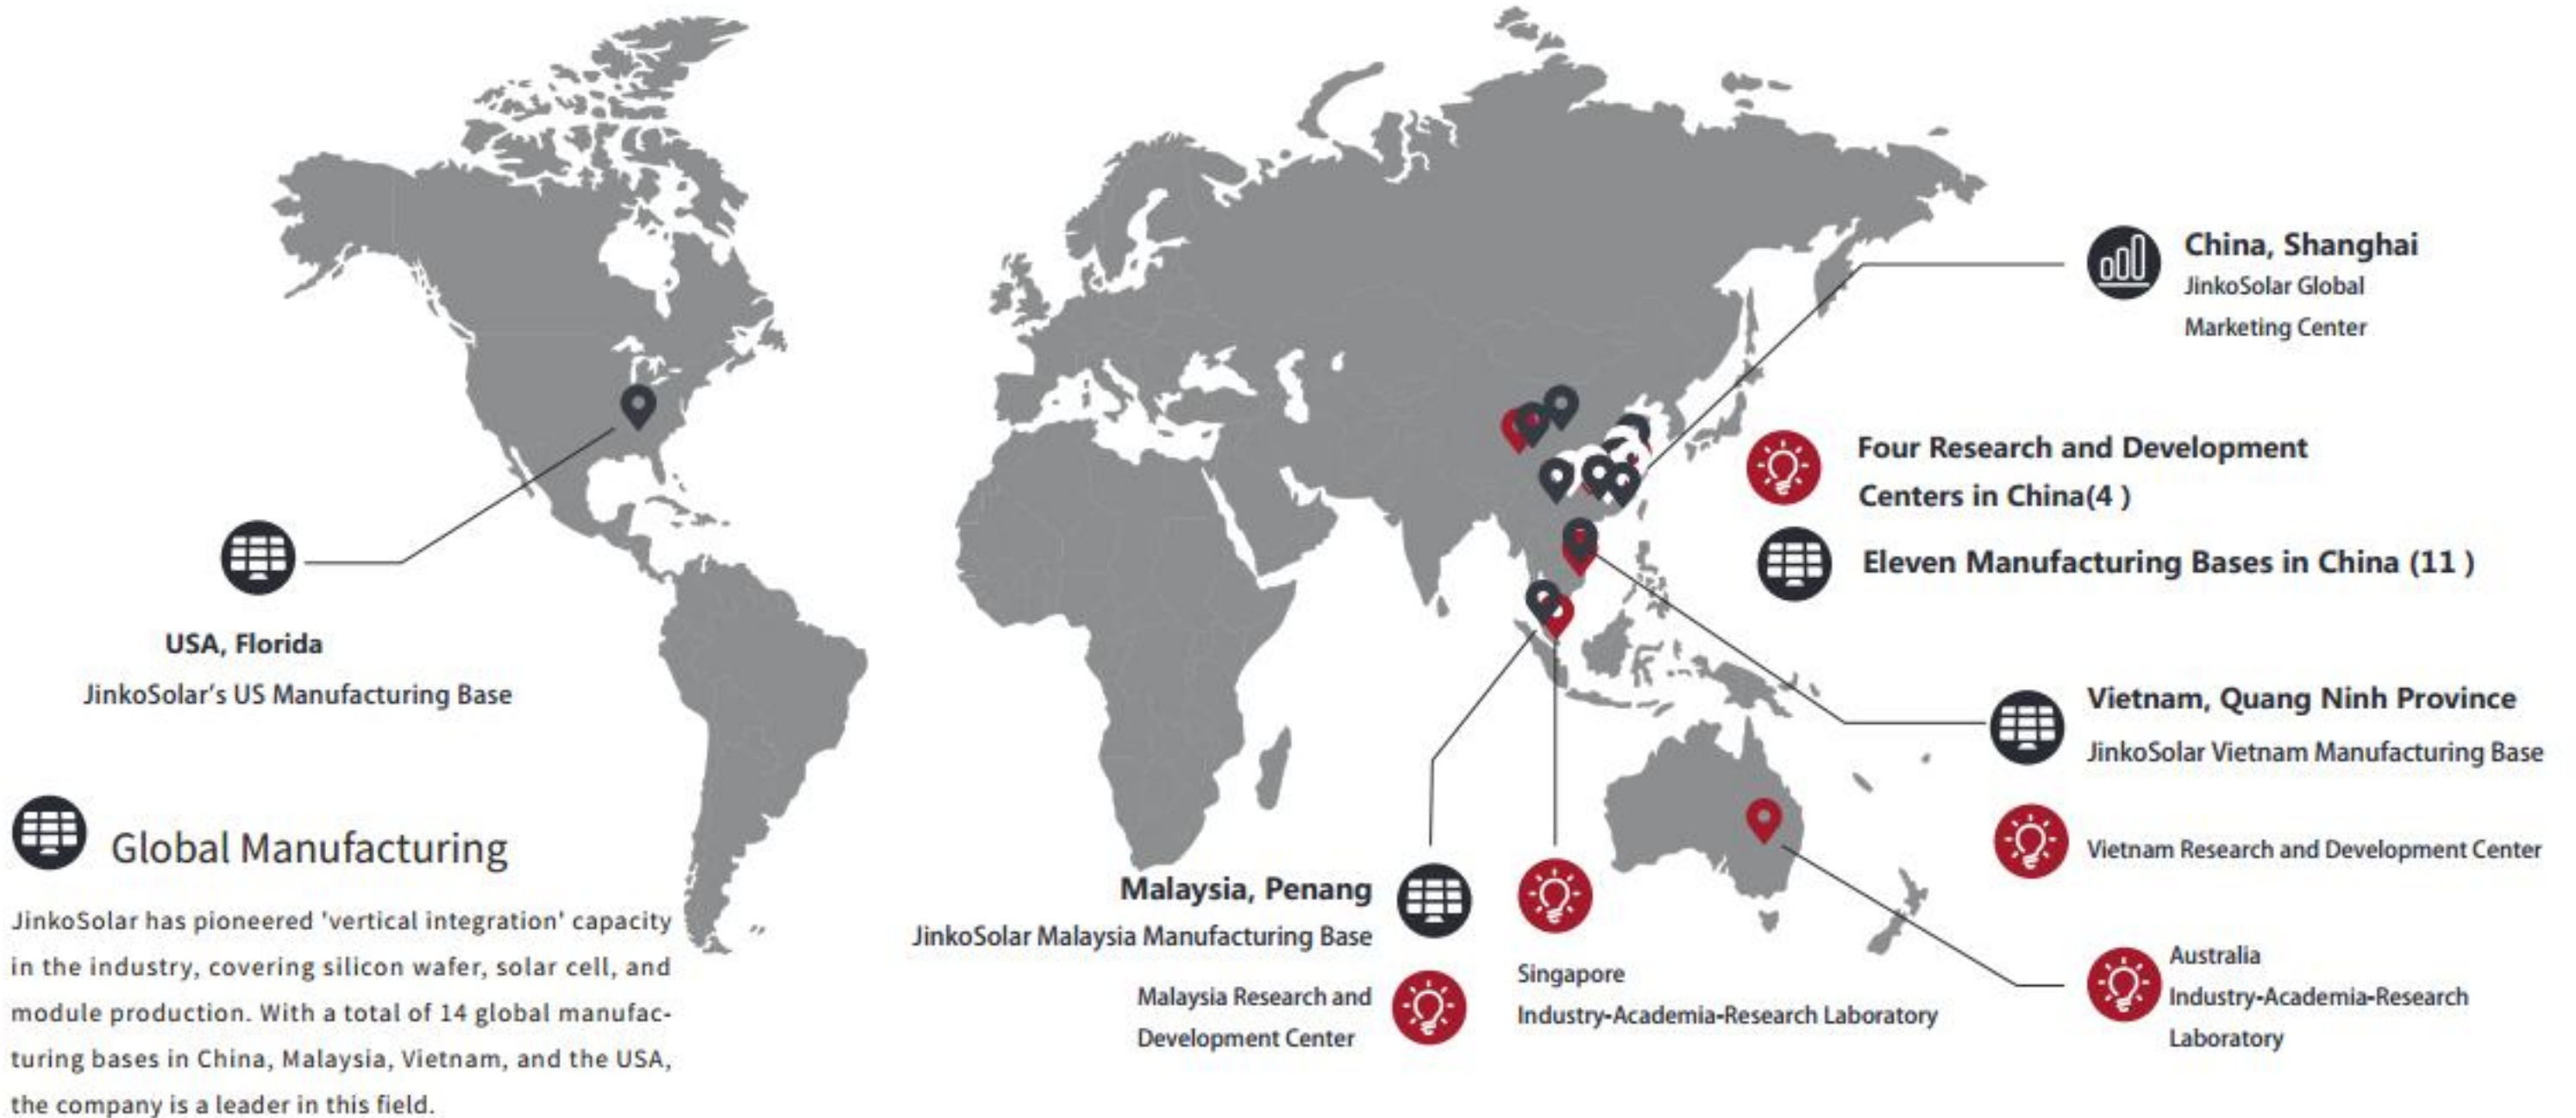 China, Shanghai
JinkoSolar Global
Marketing Center
Four Research and Development
Centers in China(4 )
Eleven Manufacturing Bases in China (11 )
USA, Florida
JinkoSolar's US Manufacturing Base
Vietnam, Quang Ninh Province
JinkoSolar Vietnam Manufacturing Base
Vietnam Research and Development Center
Global Manufacturing
JinkoSolar has pioneered 'vertical integration' capacity
in the industry, covering silicon wafer, solar cell, and
module production. With a total of 14 global manufac-
turing bases in China, Malaysia, Vietnam, and the USA,
the company is a leader in this field.
Malaysia, Penang
JinkoSolar Malaysia Manufacturing Base
Malaysia Research and
Development Center
Singapore
Industry-Academia-Research Laboratory
Australia
Industry-Academia-Research
Laboratory